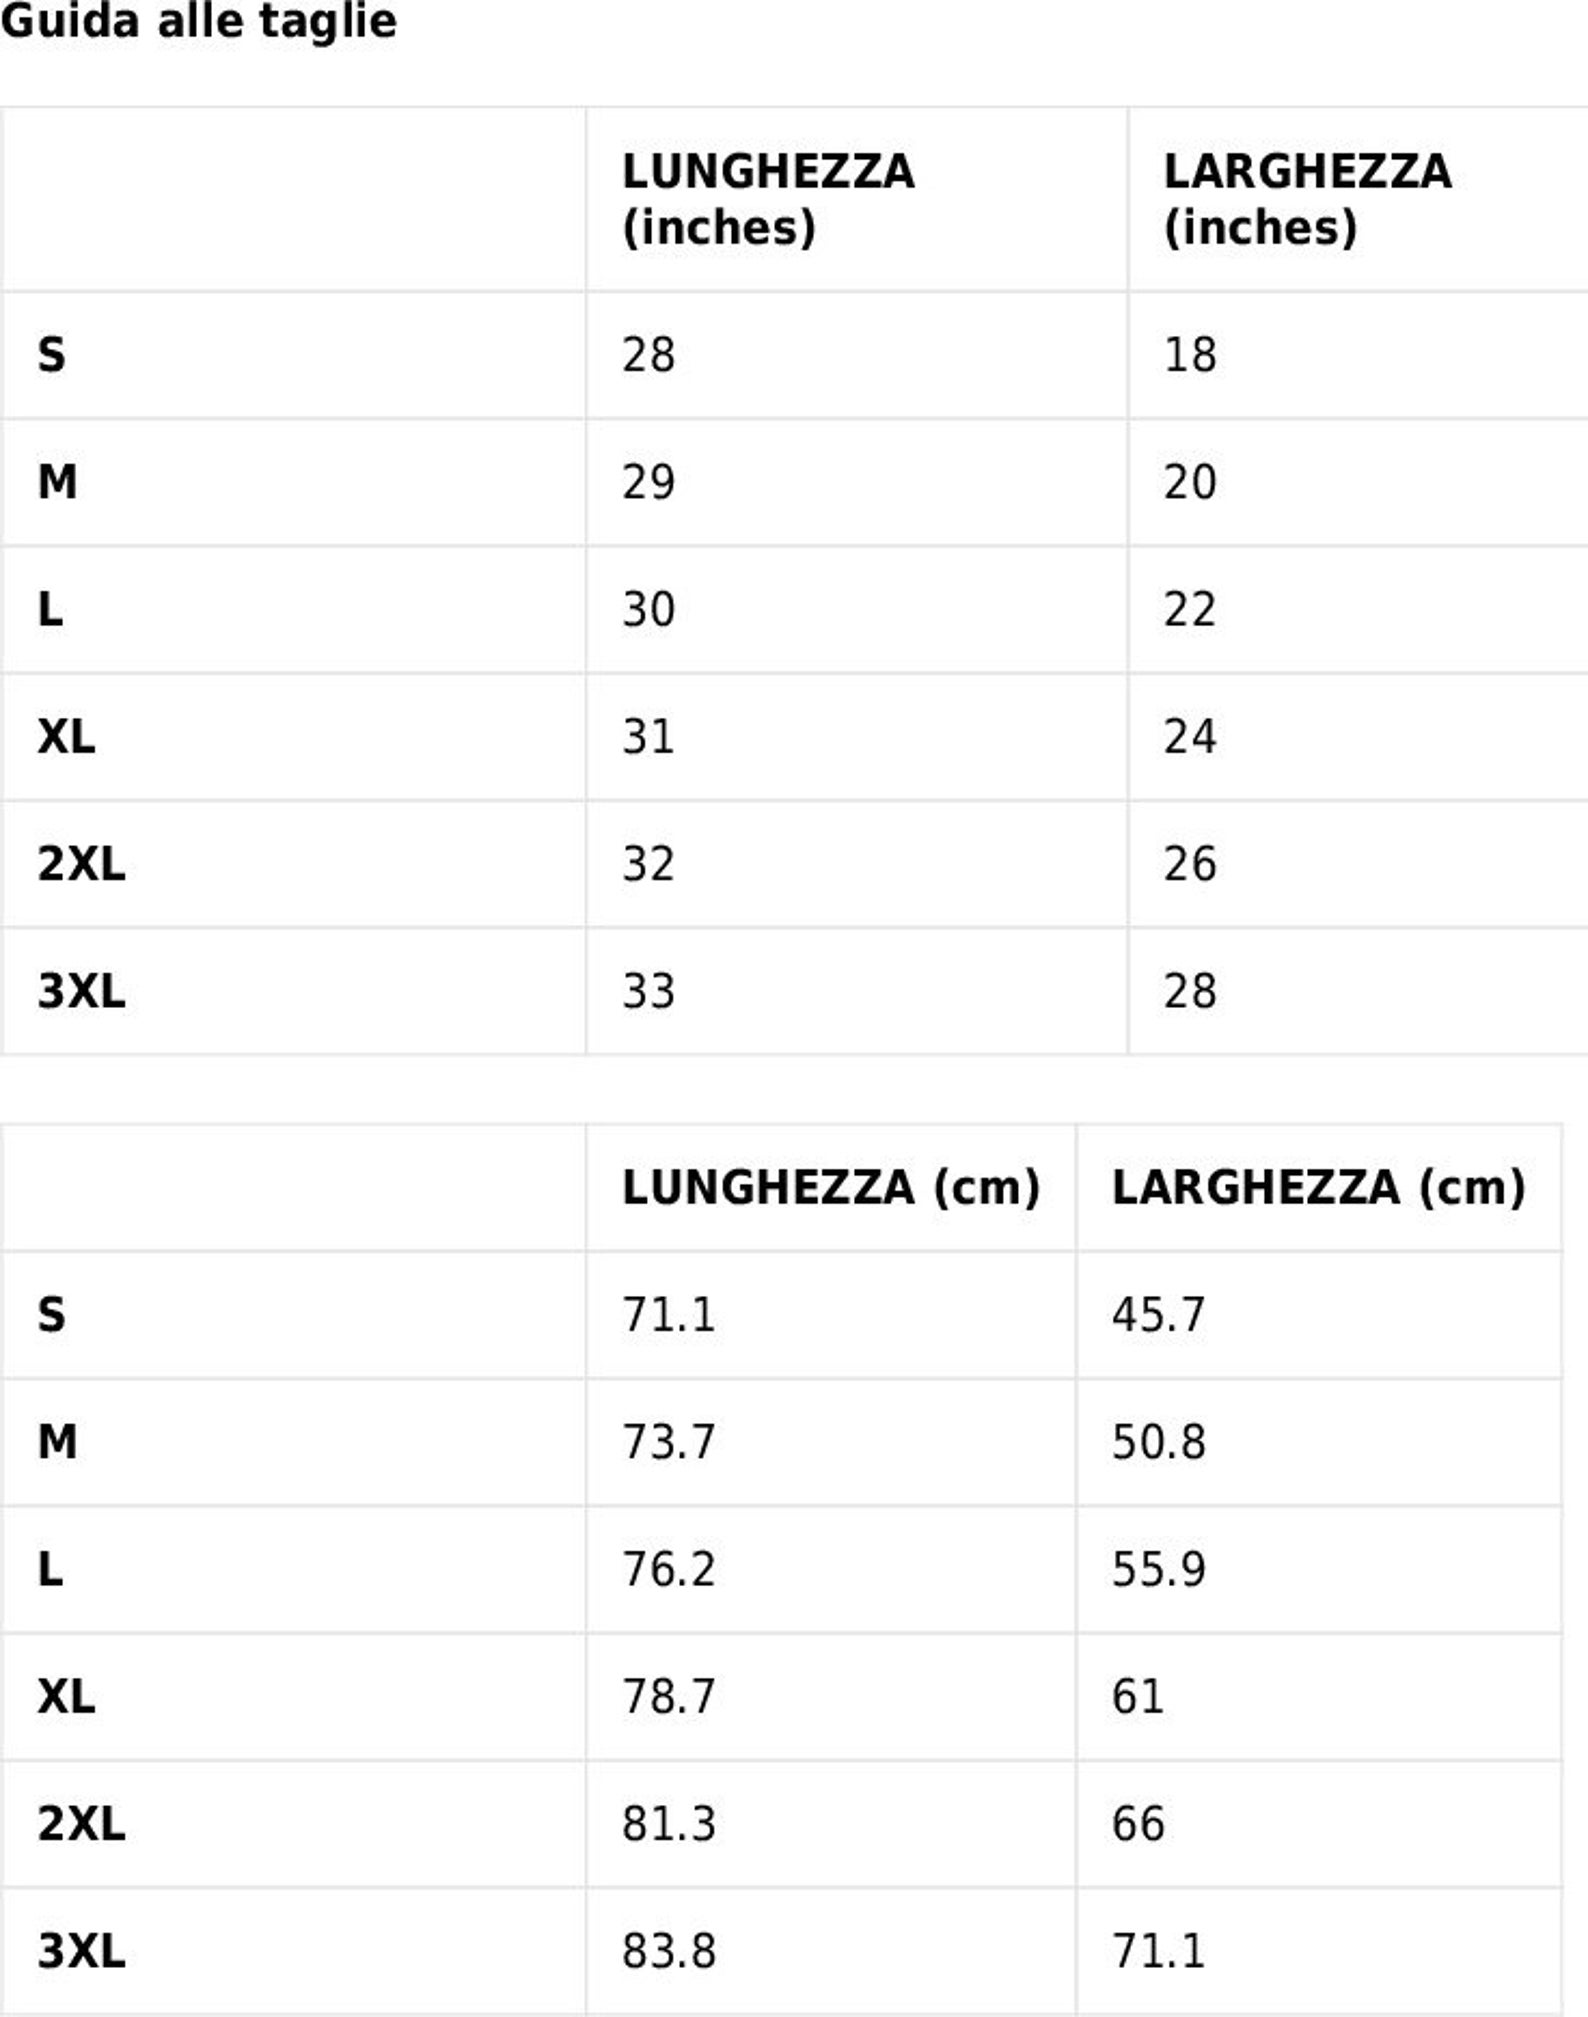 Guida alle taglie
LUNGHEZZA LARGHEZZA
(inches) (inches)
S 28 18
M 29 20
L 30 22
XL 31 24
2XL 32 26
3XL 33 28
LUNGHEZZA (cm) LARGHEZZA (cm)
S 71.1 45.7
M 73.7 50.8
L 76.2 55.9
XL 78.7 61
2XL 81.3 66
3XL 83.8 71.1